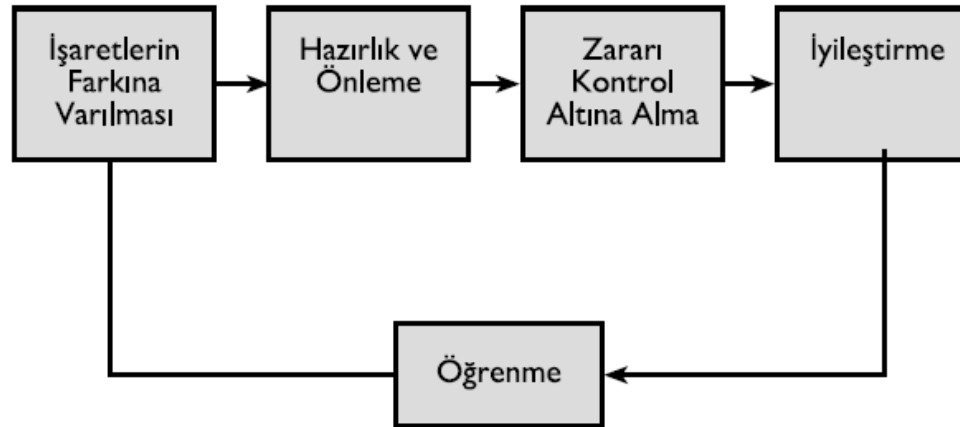 İşaretlerin
Farkına
Varılması
Hazırlık ve
Önleme
Zararı
Kontrol
Altına Alma
İyileştirme
Öğrenme